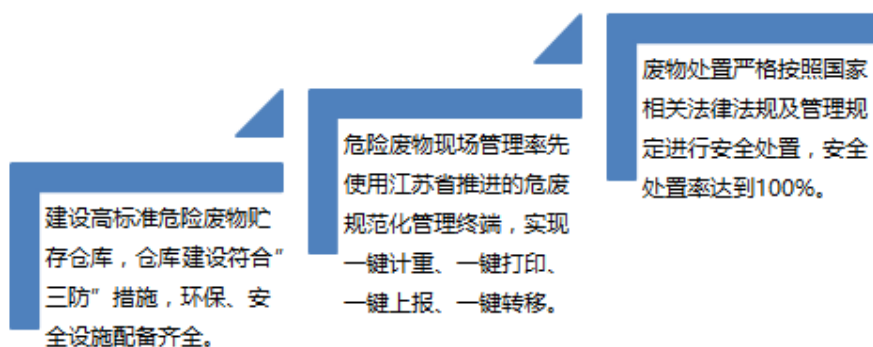 建设高标准危险废物贮
存仓库，仓库建设符合”
三防”措施，环保、安
全设施配备齐全。
危险废物现场管理率先
使用江苏省推进的危废
规范化管理终端，实现
一键计重、一键打印、
一键上报、一键转移。
废物处置严格按照国家
相关法律法规及管理规
定进行安全处置，安全
处置率达到100%。